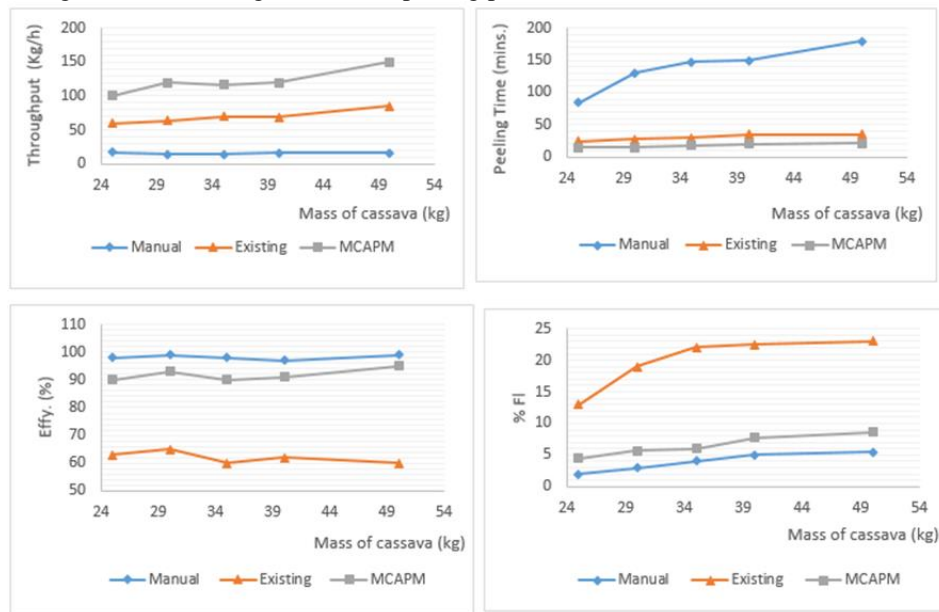 Throughput (Kg/h)
200
150
100
50
0
24 29 34 39 44 49 54
Mass of cassava (kg)
Manual Existing MCAPM
Peeling Time (mins.)
200
150
100
50
0
24 29 34 39 44 49 54
Mass of cassava (kg)
Manual Existing MCAPM
Effy. (%)
110
100
90
80
70
60
50
24 29 34 39 44 49 54
Mass of cassava (kg)
Manual Existing MCAPM
% Fl
25
20
15
10
5
0
24 29 34 39 44 49 54
Mass of cassava (kg)
Manual Existing MCAPM